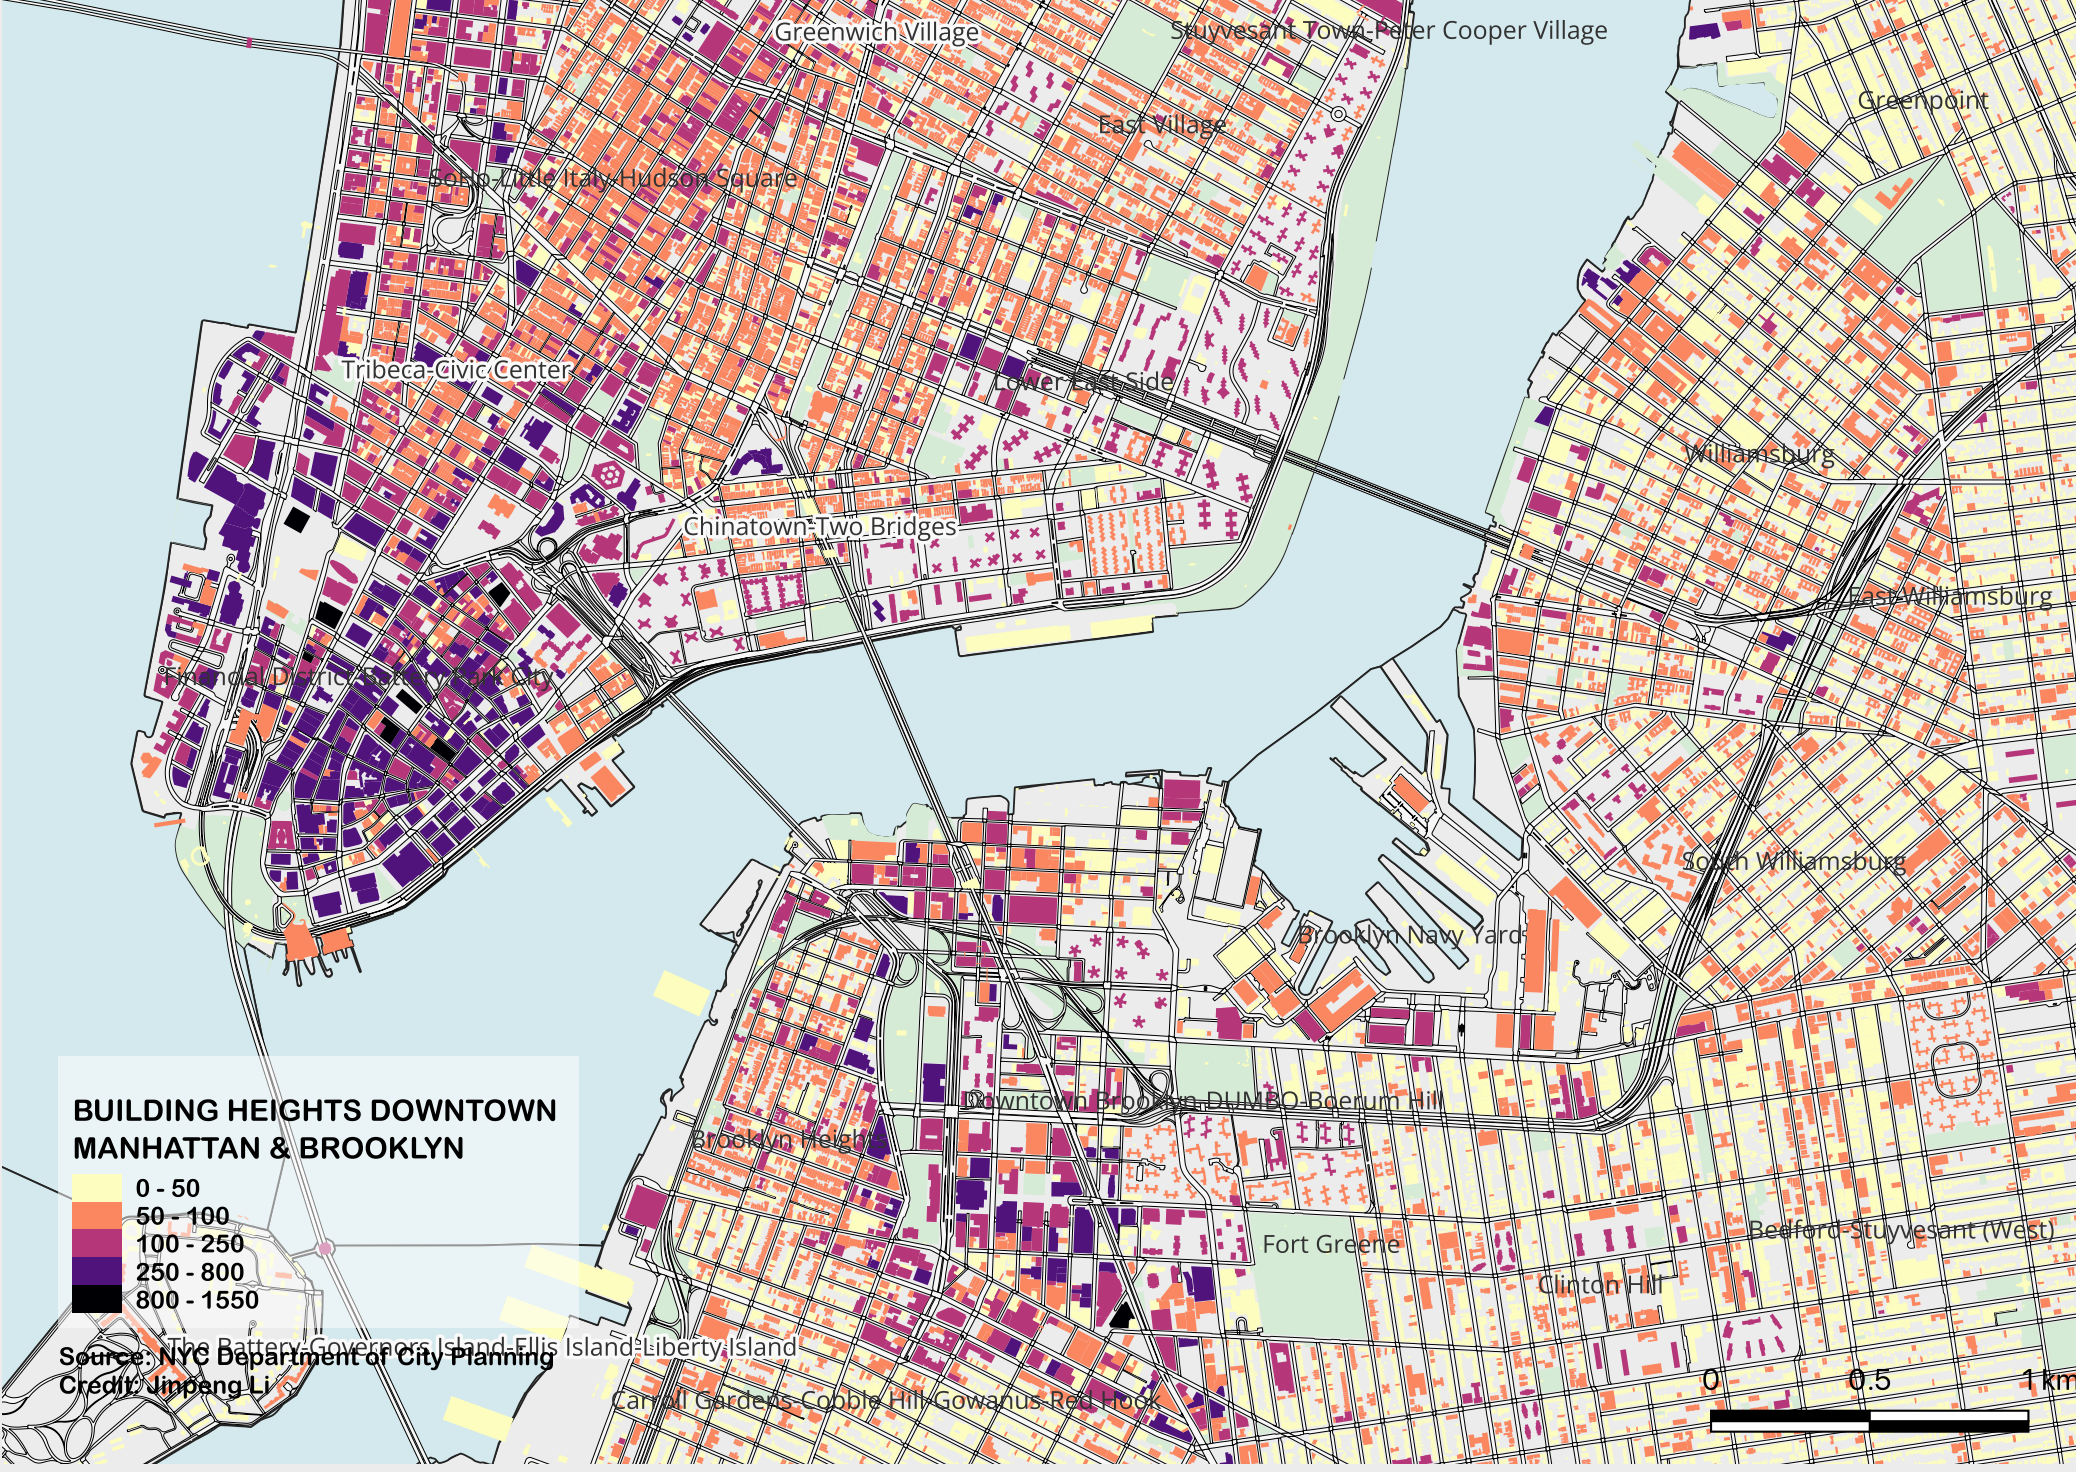 Greenwich Village
Stuyvesant Town-Peter Cooper Village
Greenpoint
East Village
SoHo-Little Italy-Hudson Square
Tribeca-Civic Center
Lower East Side
Williamsburg
Chinatown-Two Bridges
East Williamsburg
Financial District-Battery Park City
South Williamsburg
Brooklyn Navy Yard
Downtown Brooklyn-DUMBO-Boerum Hill
Brooklyn Heights
Bedford-Stuyvesant (West)
Fort Greene
Clinton Hill
BUILDING HEIGHTS DOWNTOWN
MANHATTAN & BROOKLYN
0 - 50
50 - 100
100 - 250
250 - 800
800 - 1550
The Battery-Governors Island-Ellis Island-Liberty Island
Source: NYC Department of City Planning
Credit: Jinpeng Li
Carroll Gardens-Cobble Hill-Gowanus-Red Hook
0 0.5 1 km